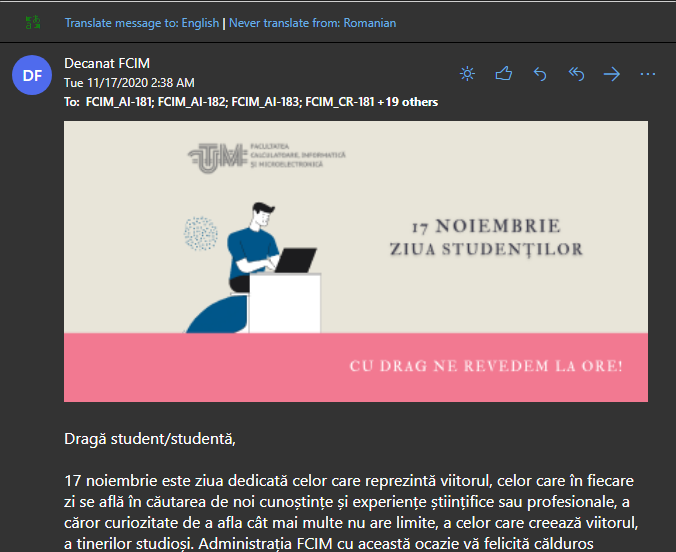 Translate message to: English | Never translate from: Romanian
DF
Decanat FCIM
Tue 11/17/2020 2:38 AM
To: FCIM_AI-181; FCIM_AI-182; FCIM_AI-183; FCIM_CR-181 +19 others
UTM
FACULTATEA
CALCULATOARE, INFORMATICĂ
ȘI MICROELECTRONICĂ
17 NOIEMBRIE
ZIUA STUDENȚILOR
CU DRAG NE REVEDEM LA ORE!
Dragă student/studentă,
17 noiembrie este ziua dedicată celor care reprezintă viitorul, celor care în fiecare
zi se află în căutarea de noi cunoștințe și experiențe științifice sau profesionale, a
căror curiozitate de a afla cât mai multe nu are limite, a celor care creează viitorul,
a tinerilor studioși. Administrația FCIM cu această ocazie vă felicită călduros